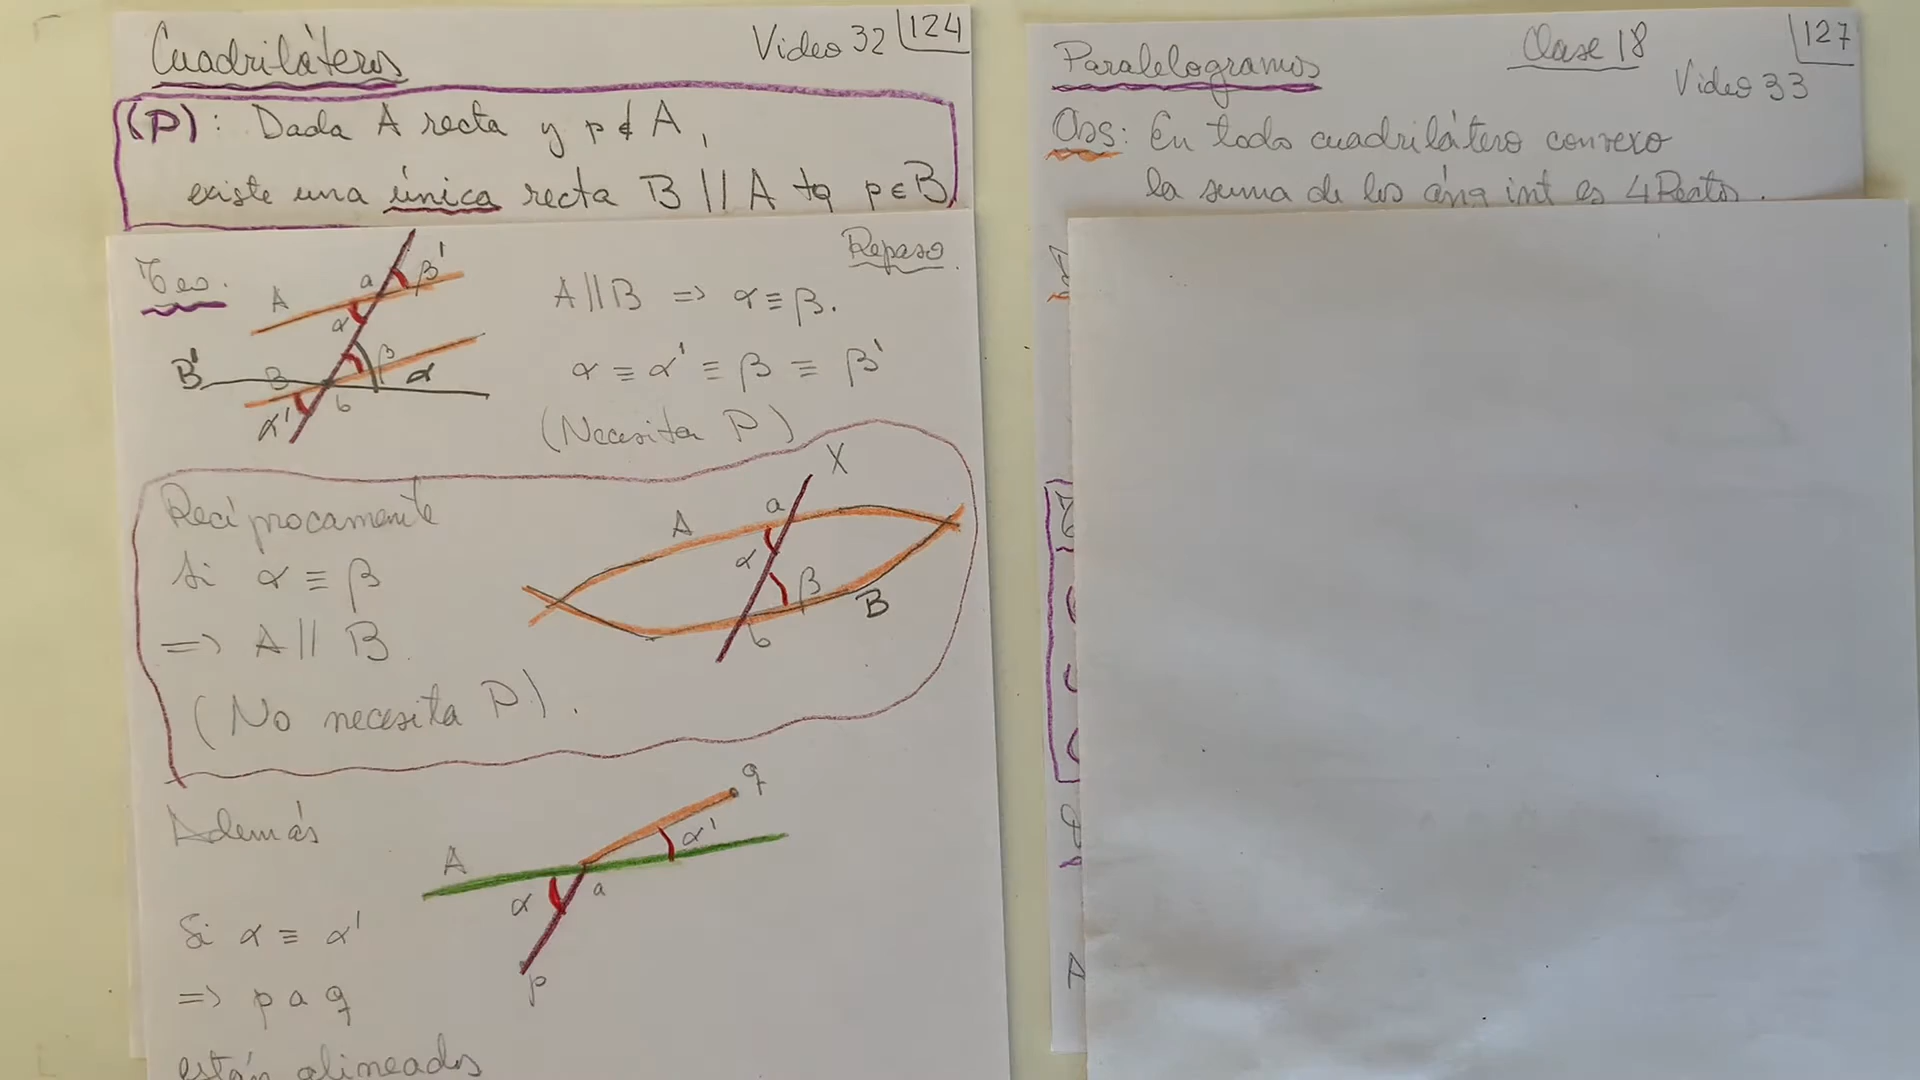 Cuadriláteros
Video 32 124
(P): Dada A recta y p ∉ A,
existe una única recta B // A tq p ∈ B
Repaso
Teo.
A a β'
α
B' B β α
α' b
A // B => α ≡ β.
α ≡ α' ≡ β ≡ β'
(Necesita P)
Recíprocamente
Si α ≡ β
=> A // B
(No necesita P).
X
A a
α
β B
b
Además
q
A α'
α a
p
Si α ≡ α'
=> p a q
están alineados
Paralelogramos
Clase 18 127
Video 33
Obs: En todo cuadrilátero convexo
la suma de los áng int es 4 Rectos.